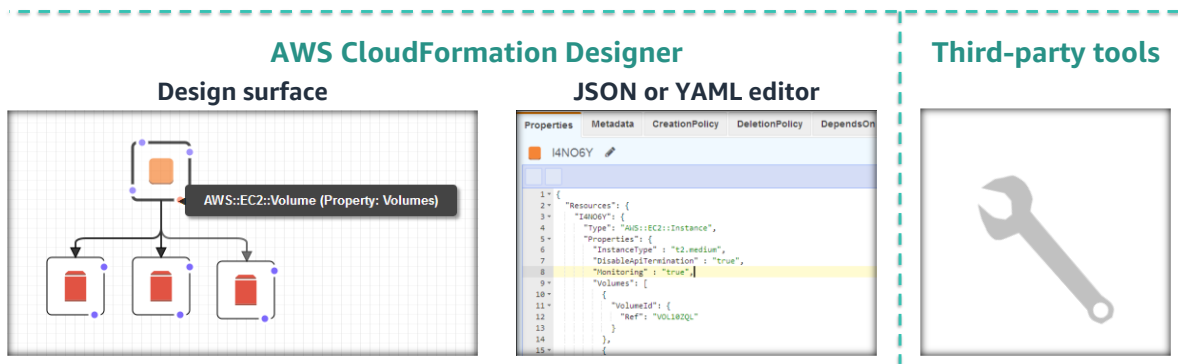 AWS CloudFormation Designer
Third-party tools
Design surface
JSON or YAML editor
AWS::EC2::Volume (Property: Volumes)
Properties Metadata CreationPolicy DeletionPolicy DependsOn
I4NO6Y
1 {
2 "Resources": {
3 "I4NO6Y": {
4 "Type": "AWS::EC2::Instance",
5 "Properties": {
6 "InstanceType" : "t2.medium",
7 "DisableApiTermination" : "true",
8 "Monitoring" : "true",
9 "Volumes": [
10 {
11 "VolumeId": {
12 "Ref": "VOL10ZQL"
13 }
14 },
15 {